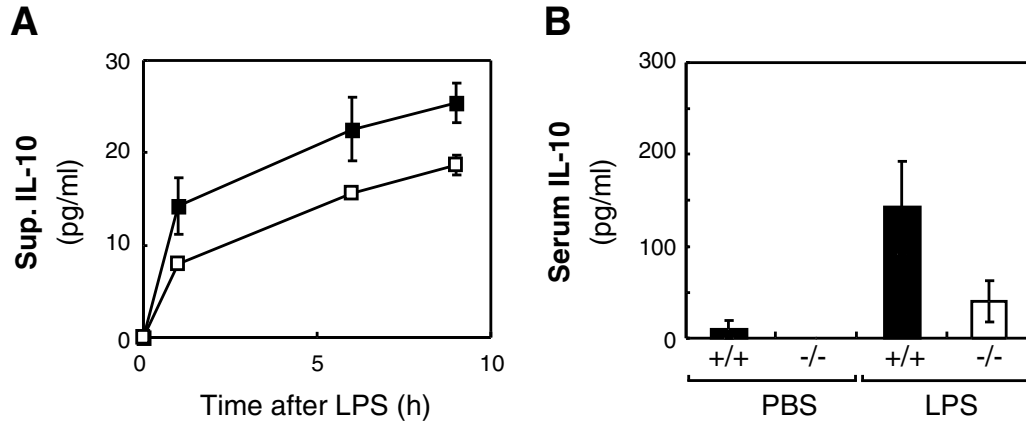 A
30
20
10
0
Sup. IL-10
(pg/ml)
0
5
10
Time after LPS (h)
B
300
200
100
0
Serum IL-10
(pg/ml)
+/+ -/- +/+ -/-
PBS LPS